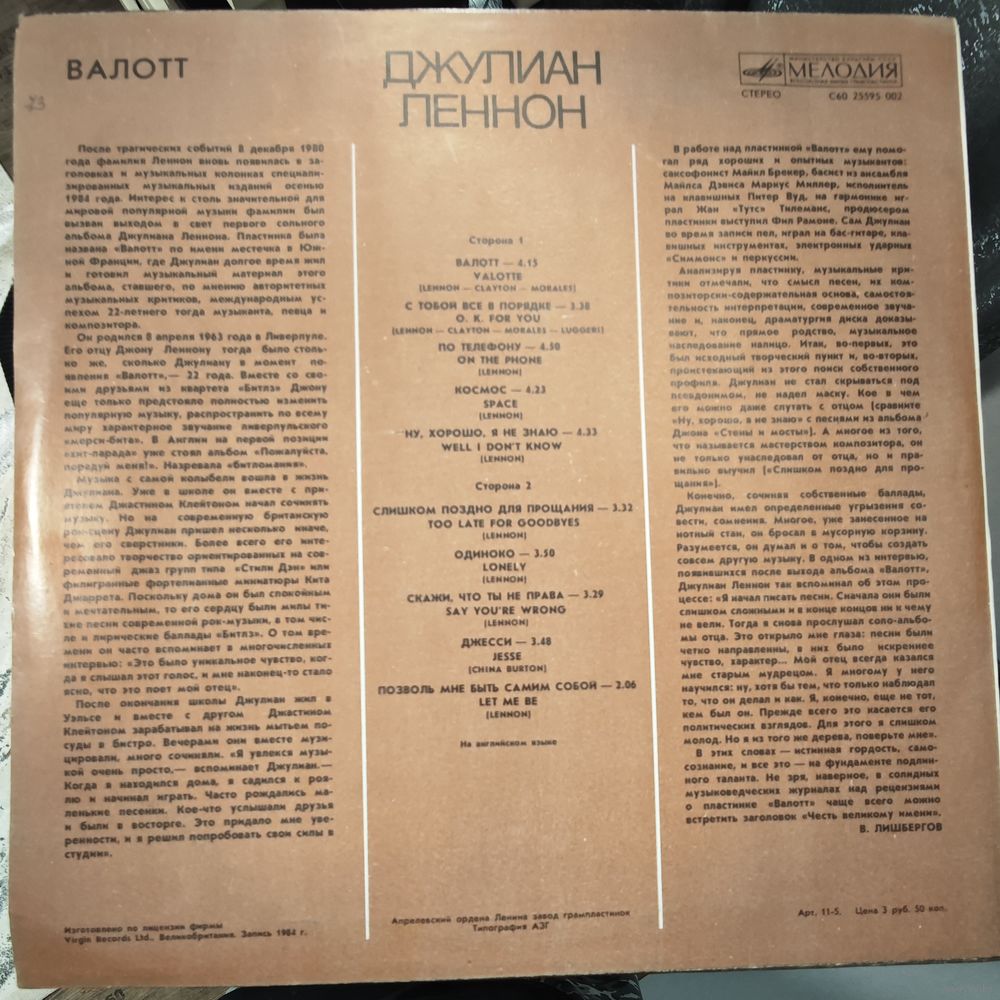 ВАЛОТТ
ДЖУЛИАН
ЛЕННОН
МЕЛОДИЯ
СТЕРЕО С60 25595 002
73
После трагических событий 8 декабря 1980
года фамилия Леннон вновь появилась в за-
головках и музыкальных колонках специали-
зированных музыкальных изданий осенью
1984 года. Интерес к столь значительной для
мировой популярной музыки фамилии был
вызван выходом в свет первого сольного
альбома Джулиана Леннона. Пластинка была
названа «Валотт» по имени местечка в Юж-
ной Франции, где Джулиан долгое время жил
и готовил музыкальный материал этого
альбома, ставшего, по мнению авторитетных
музыкальных критиков, международным ус-
пехом 22-летнего тогда музыканта, певца и
композитора.
Он родился 8 апреля 1963 года в Ливерпуле.
Его отцу Джону Леннону тогда было столь-
ко же, сколько Джулиану в момент по-
явления «Валотт»,— 22 года. Вместе со сво-
ими друзьями из квартета «Битлз» Джону
еще только предстояло полностью изменить
популярную музыку, распространить по всему
миру характерное звучание ливерпульского
«мерси-бита». В Англии на первой позиции
«хит-парада» уже стоял альбом «Пожалуйста,
порадуй меня!». Назревала «битломания».
Музыка с самой колыбели вошла в жизнь
Джулиана. Уже в школе он вместе с при-
ятелем Джастином Клейтоном начал сочинять
музыку. Но на современную британскую
рок-сцену Джулиан пришел несколько иначе,
чем его сверстники. Более всего его инте-
ресовало творчество ориентированных на сов-
ременный джаз групп типа «Стили Дэн» или
филигранные фортепианные миниатюры Кита
Джаррета. Поскольку дома он был спокойным
и мечтательным, то его сердцу были милы ти-
хие песни современной рок-музыки, в том чис-
ле и лирические баллады «Битлз». О том вре-
мени он часто вспоминает в многочисленных
интервью: «Это было уникальное чувство, ког-
да я слышал этот голос, и мне наконец-то стало
ясно, что это поет мой отец».
После окончания школы Джулиан жил в
Уэльсе и вместе с другом Джастином
Клейтоном зарабатывал на жизнь мытьем по-
суды в бистро. Вечерами они вместе музи-
цировали, много сочиняли. «Я увлекся музы-
кой очень просто,— вспоминает Джулиан.—
Когда я находился дома, я садился к роя-
лю и начинал играть. Часто рождались ма-
ленькие песенки. Кое-что услышали друзья
и были в восторге. Это придало мне уве-
ренности, и я решил попробовать свои силы в
студии».
Изготовлено по лицензии фирмы
Virgin Records Ltd., Великобритания. Запись 1984 г.
Сторона 1
ВАЛОТТ — 4.15
VALOTTE
(LENNON — CLAYTON — MORALES)
С ТОБОЙ ВСЕ В ПОРЯДКЕ — 3.38
O. K. FOR YOU
(LENNON — CLAYTON — MORALES — LUGGERI)
ПО ТЕЛЕФОНУ — 4.50
ON THE PHONE
(LENNON)
КОСМОС — 4.23
SPACE
(LENNON)
НУ, ХОРОШО, Я НЕ ЗНАЮ — 4.33
WELL I DON'T KNOW
(LENNON)
Сторона 2
СЛИШКОМ ПОЗДНО ДЛЯ ПРОЩАНИЯ — 3.32
TOO LATE FOR GOODBYES
(LENNON)
ОДИНОКО — 3.50
LONELY
(LENNON)
СКАЖИ, ЧТО ТЫ НЕ ПРАВА — 3.29
SAY YOU'RE WRONG
(LENNON)
ДЖЕССИ — 3.48
JESSE
(CHINA BURTON)
ПОЗВОЛЬ МНЕ БЫТЬ САМИМ СОБОЙ — 2.06
LET ME BE
(LENNON)
На английском языке
Апрелевский ордена Ленина завод грампластинок
Типография АЗГ
В работе над пластинкой «Валотт» ему помо-
гал ряд хороших и опытных музыкантов:
саксофонист Майкл Брекер, басист из ансамбля
Майлса Дэвиса Мариус Миллер, исполнитель
на клавишных Питер Вуд, на гармонике иг-
рал Жан «Тутс» Тилеманс, продюсером
пластинки выступил Фил Рамоне. Сам Джулиан
во время записи пел, играл на бас-гитаре, кла-
вишных инструментах, электронных ударных
«Симмонс» и перкуссии.
Анализируя пластинку, музыкальные кри-
тики отмечали, что смысл песен, их ком-
позиторски-содержательная основа, самостоя-
тельность интерпретации, современное звуча-
ние и, наконец, драматургия диска доказы-
вают, что прямое родство, музыкальное
наследование налицо. Итак, во-первых, это
был исходный творческий пункт и, во-вторых,
проистекающий из этого поиск собственного
профиля. Джулиан не стал скрываться под
псевдонимом, не надел маску. Кое в чем
его можно даже спутать с отцом (сравните
«Ну, хорошо, я не знаю» с песнями из альбома
Джона «Стены и мосты»). А многое из того,
что называется мастерством композитора, он
не только унаследовал от отца, но и пра-
вильно выучил («Слишком поздно для про-
щания»).
Конечно, сочиняя собственные баллады,
Джулиан имел определенные угрызения со-
вести, сомнения. Многое, уже занесенное на
нотный стан, он бросал в мусорную корзину.
Разумеется, он думал и о том, чтобы создать
совсем другую музыку. В одном из интервью,
появившихся после выхода альбома «Валотт»,
Джулиан Леннон так вспоминал об этом про-
цессе: «Я начал писать песни. Сначала они были
слишком сложными и в конце концов ни к чему
не вели. Тогда я снова прослушал соло-альбо-
мы отца. Это открыло мне глаза: песни были
четко направленны, в них было искреннее
чувство, характер... Мой отец всегда казался
мне старым мудрецом. Я многому у него
научился: ну, хотя бы тем, что только наблюдал
то, что он делал и как. Я, конечно, еще не тот,
кем был он. Прежде всего это касается его
политических взглядов. Для этого я слишком
молод. Но я из того же дерева, поверьте мне».
В этих словах — истинная гордость, само-
сознание, и все это — на фундаменте подлин-
ного таланта. Не зря, наверное, в солидных
музыковедческих журналах над рецензиями
о пластинке «Валотт» чаще всего можно
встретить заголовок «Честь великому имени».
В. ЛИШБЕРГОВ
Арт. 11-5. Цена 3 руб. 50 коп.